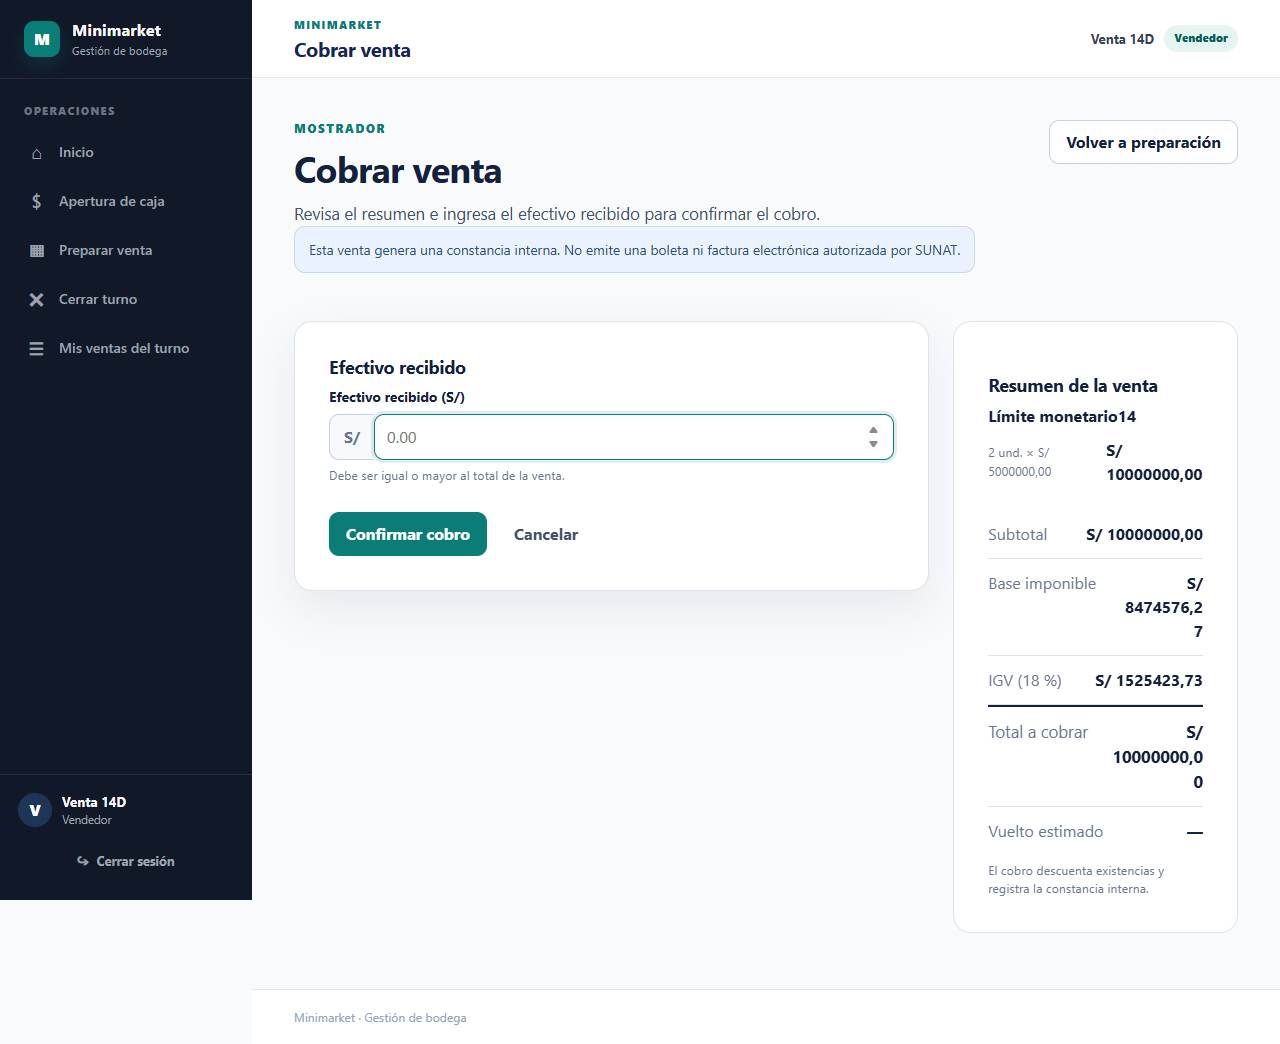 M
Minimarket
Gestión de bodega
OPERACIONES
Inicio
$ Apertura de caja
Preparar venta
Cerrar turno
Mis ventas del turno
V
Venta 14D
Vendedor
Cerrar sesión
MINIMARKET
Cobrar venta
Venta 14D
Vendedor
MOSTRADOR
Cobrar venta
Revisa el resumen e ingresa el efectivo recibido para confirmar el cobro.
Esta venta genera una constancia interna. No emite una boleta ni factura electrónica autorizada por SUNAT.
Volver a preparación
Efectivo recibido
Efectivo recibido (S/)
S/ 0.00
Debe ser igual o mayor al total de la venta.
Confirmar cobro
Cancelar
Resumen de la venta
Límite monetario14
2 und. × S/
5000000,00
S/
10000000,00
Subtotal S/ 10000000,00
Base imponible S/
8474576,2
7
IGV (18 %) S/ 1525423,73
Total a cobrar S/
10000000,0
0
Vuelto estimado —
El cobro descuenta existencias y
registra la constancia interna.
Minimarket · Gestión de bodega